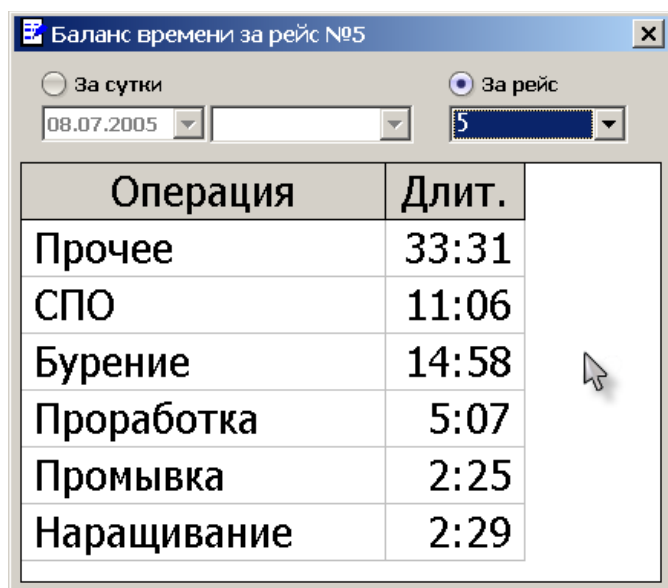 Баланс времени за рейс №5
За сутки За рейс
08.07.2005 5
Операция Длит.
Прочее 33:31
СПО 11:06
Бурение 14:58
Проработка 5:07
Промывка 2:25
Наращивание 2:29